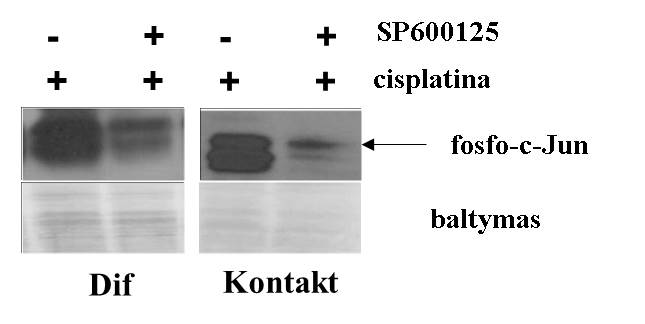 - + - + SP600125
+ + + + cisplatina
fosfo-c-Jun
baltymas
Dif Kontakt